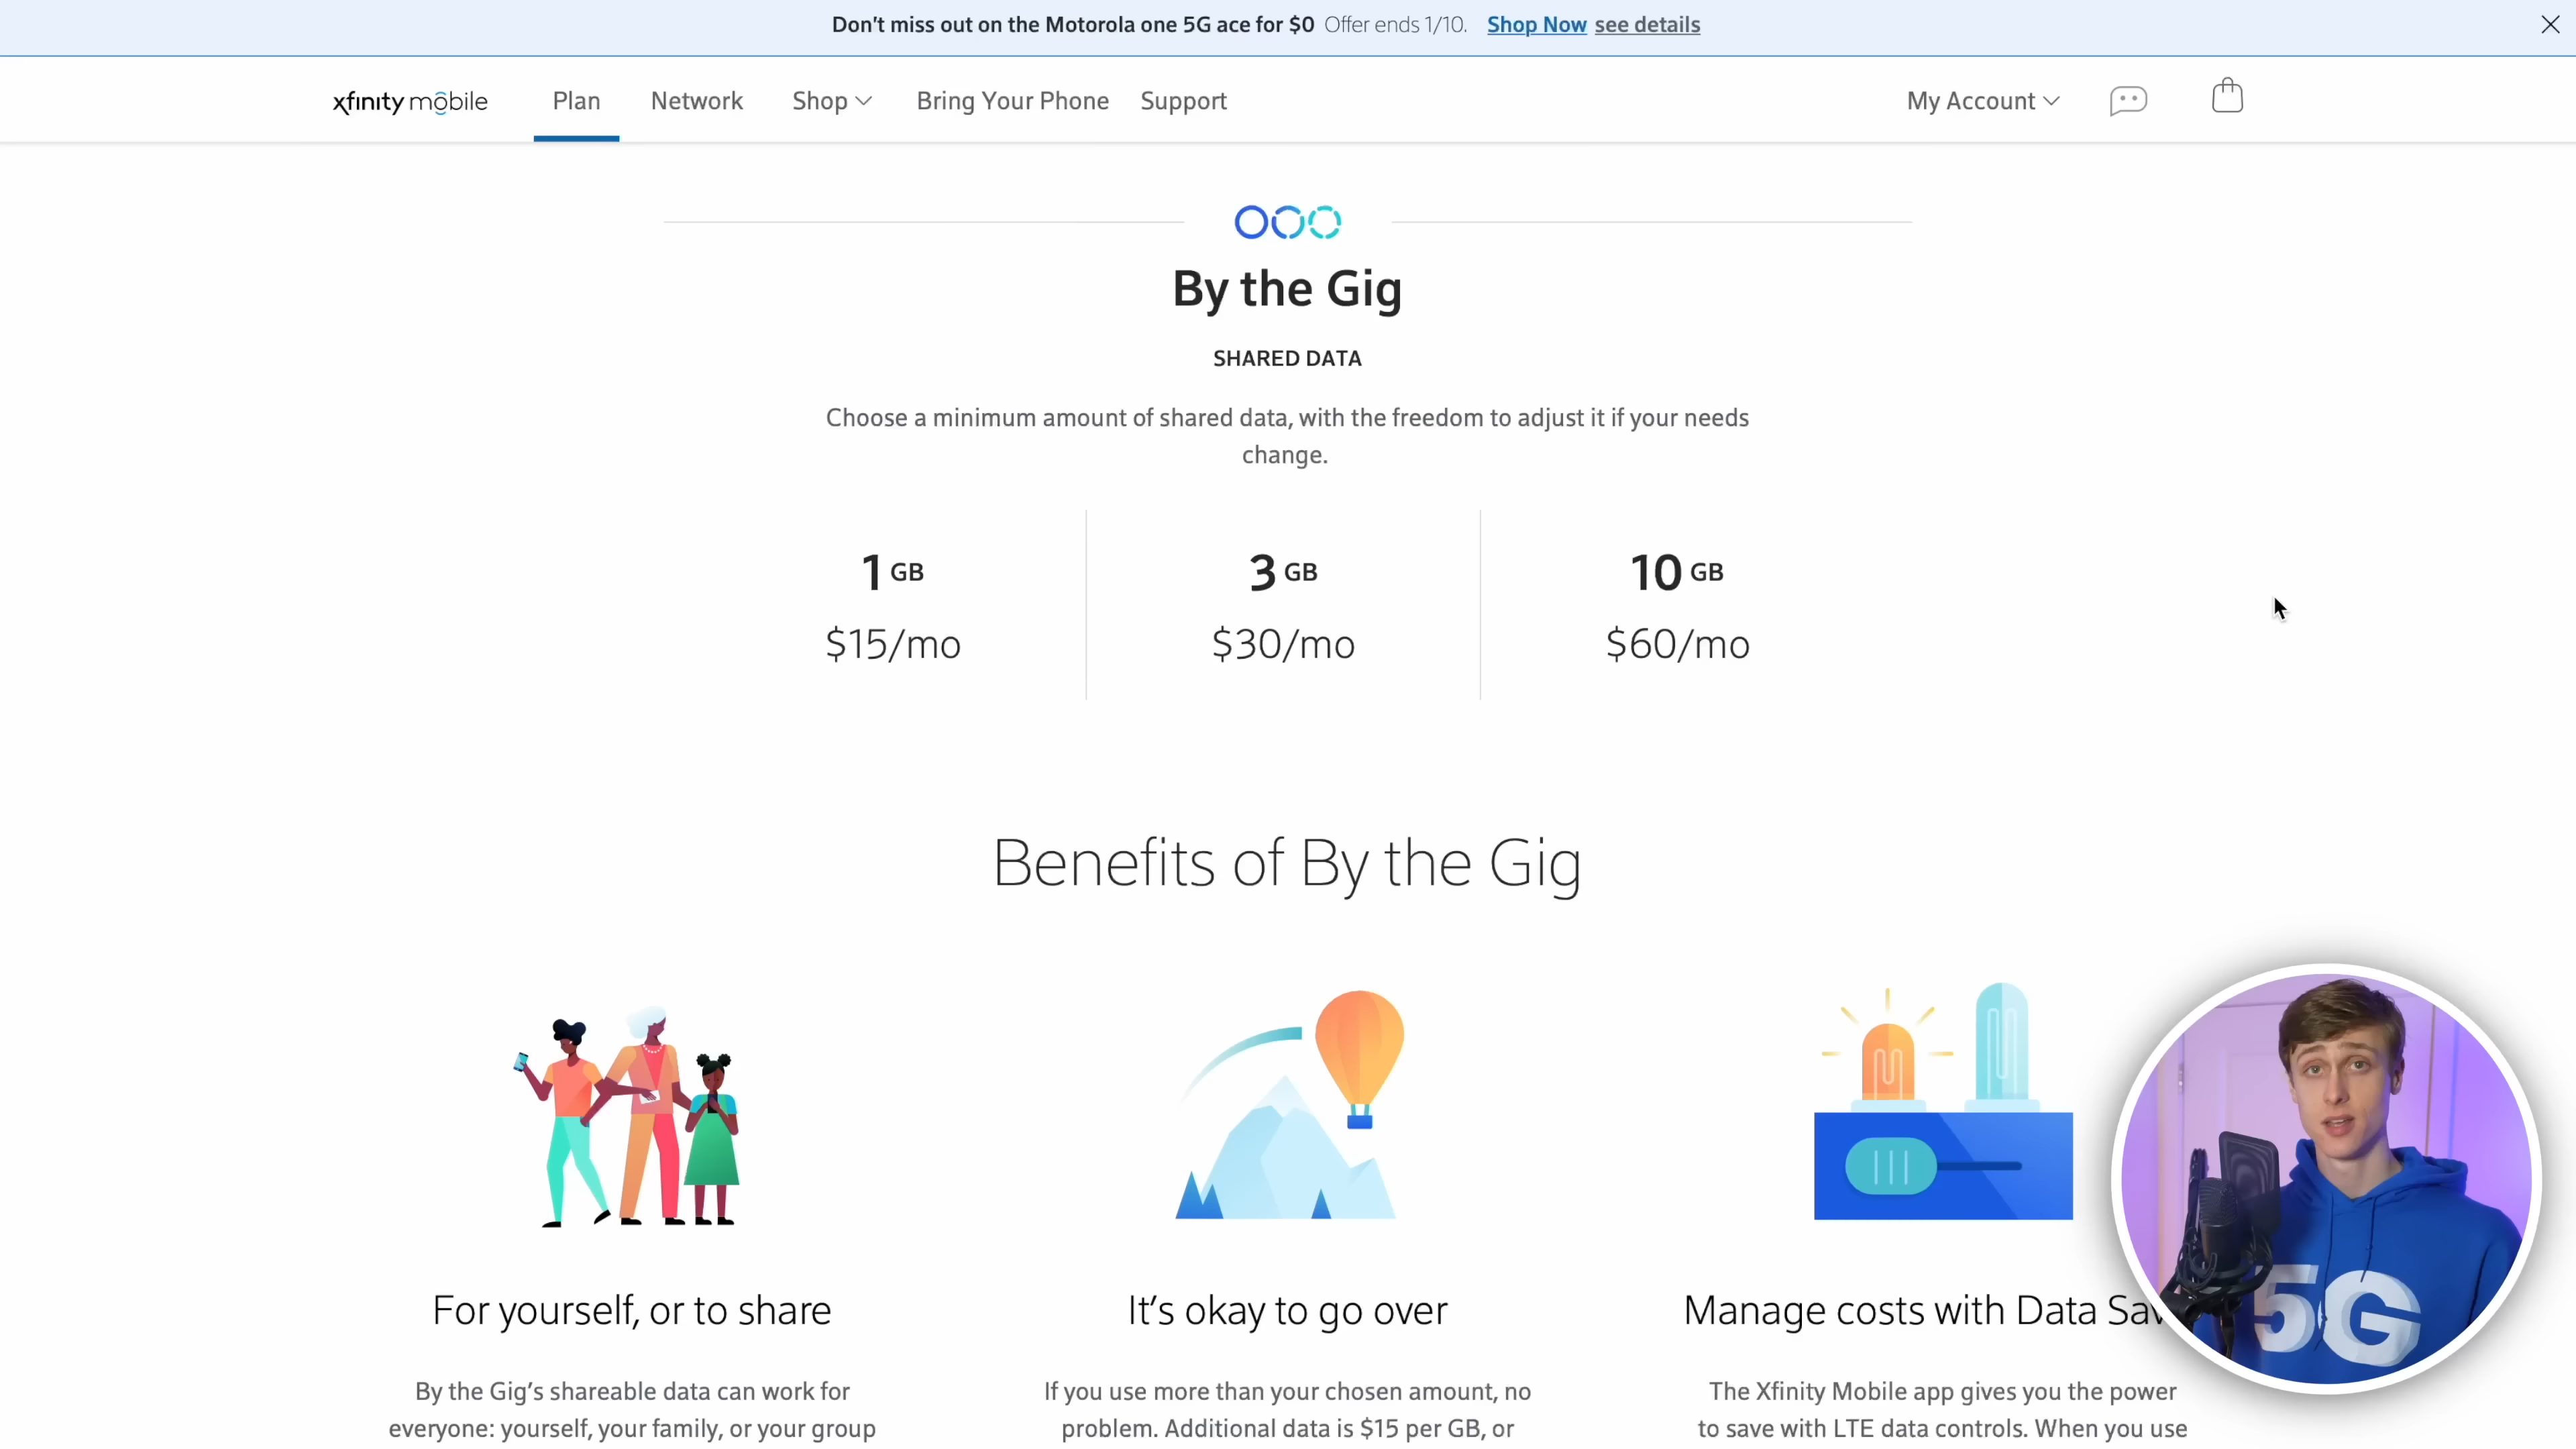 Don't miss out on the Motorola one 5G ace for $0 Offer ends 1/10. Shop Now see details
xfinity mobile Plan Network Shop Bring Your Phone Support My Account
By the Gig
SHARED DATA
Choose a minimum amount of shared data, with the freedom to adjust it if your needs
change.
1 GB 3 GB 10 GB
$15/mo $30/mo $60/mo
Benefits of By the Gig
For yourself, or to share
By the Gig's shareable data can work for
everyone: yourself, your family, or your group
It's okay to go over
If you use more than your chosen amount, no
problem. Additional data is $15 per GB, or
Manage costs with Data
The Xfinity Mobile app gives you the power
to save with LTE data controls. When you use
5G